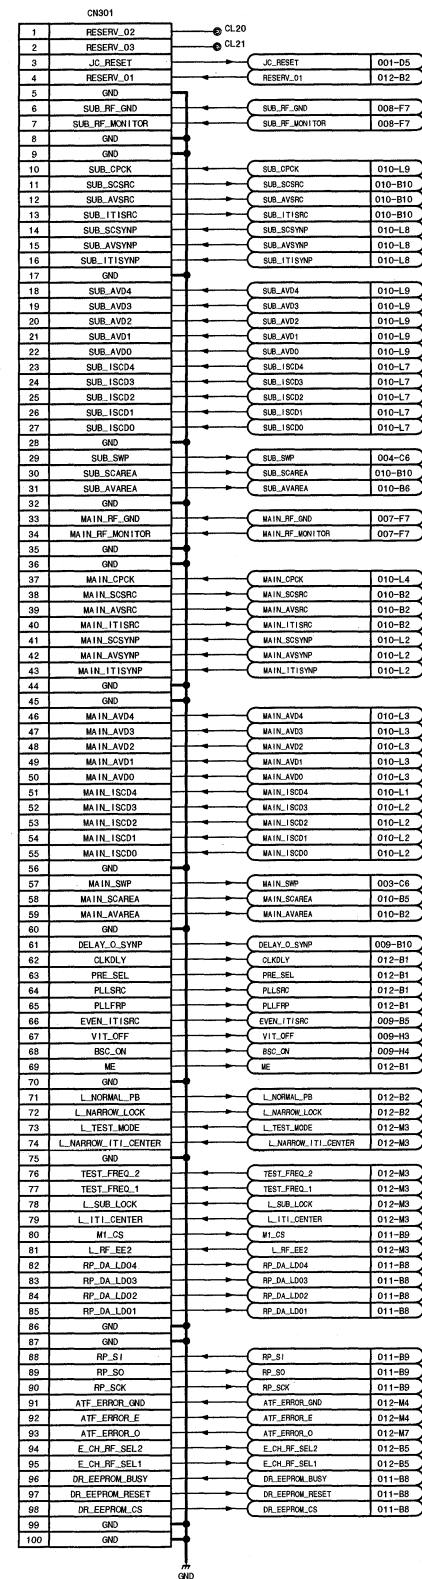 CN301
1 RESERV_02 CL20
2 RESERV_03 CL21
3 JC_RESET JC_RESET 001-D5
4 RESERV_01 RESERV_01 012-B2
5 GND
6 SUB_RF_GND SUB_RF_GND 008-F7
7 SUB_RF_MONITOR SUB_RF_MONITOR 008-F7
8 GND
9 GND
10 SUB_CPCK SUB_CPCK 010-L9
11 SUB_SCSRC SUB_SCSRC 010-B10
12 SUB_AVSRC SUB_AVSRC 010-B10
13 SUB_ITISRC SUB_ITISRC 010-B10
14 SUB_SCSYNP SUB_SCSYNP 010-L8
15 SUB_AVSYNP SUB_AVSYNP 010-L8
16 SUB_ITISYNP SUB_ITISYNP 010-L8
17 GND
18 SUB_AVD4 SUB_AVD4 010-L9
19 SUB_AVD3 SUB_AVD3 010-L9
20 SUB_AVD2 SUB_AVD2 010-L9
21 SUB_AVD1 SUB_AVD1 010-L9
22 SUB_AVD0 SUB_AVD0 010-L9
23 SUB_ISCD4 SUB_ISCD4 010-L7
24 SUB_ISCD3 SUB_ISCD3 010-L7
25 SUB_ISCD2 SUB_ISCD2 010-L7
26 SUB_ISCD1 SUB_ISCD1 010-L7
27 SUB_ISCD0 SUB_ISCD0 010-L7
28 GND
29 SUB_SWP SUB_SWP 004-C6
30 SUB_SCAREA SUB_SCAREA 010-B10
31 SUB_AVAREA SUB_AVAREA 010-B6
32 GND
33 MAIN_RF_GND MAIN_RF_GND 007-F7
34 MAIN_RF_MONITOR MAIN_RF_MONITOR 007-F7
35 GND
36 GND
37 MAIN_CPCK MAIN_CPCK 010-L4
38 MAIN_SCSRC MAIN_SCSRC 010-B2
39 MAIN_AVSRC MAIN_AVSRC 010-B2
40 MAIN_ITISRC MAIN_ITISRC 010-B2
41 MAIN_SCSYNP MAIN_SCSYNP 010-L2
42 MAIN_AVSYNP MAIN_AVSYNP 010-L2
43 MAIN_ITISYNP MAIN_ITISYNP 010-L2
44 GND
45 GND
46 MAIN_AVD4 MAIN_AVD4 010-L3
47 MAIN_AVD3 MAIN_AVD3 010-L3
48 MAIN_AVD2 MAIN_AVD2 010-L3
49 MAIN_AVD1 MAIN_AVD1 010-L3
50 MAIN_AVD0 MAIN_AVD0 010-L3
51 MAIN_ISCD4 MAIN_ISCD4 010-L1
52 MAIN_ISCD3 MAIN_ISCD3 010-L2
53 MAIN_ISCD2 MAIN_ISCD2 010-L2
54 MAIN_ISCD1 MAIN_ISCD1 010-L2
55 MAIN_ISCD0 MAIN_ISCD0 010-L2
56 GND
57 MAIN_SWP MAIN_SWP 003-C6
58 MAIN_SCAREA MAIN_SCAREA 010-B5
59 MAIN_AVAREA MAIN_AVAREA 010-B2
60 GND
61 DELAY_O_SYNP DELAY_O_SYNP 009-B10
62 CLKDLY CLKDLY 012-B1
63 PRE_SEL PRE_SEL 012-B1
64 PLLSRC PLLSRC 012-B1
65 PLLFRP PLLFRP 012-B1
66 EVEN_ITISRC EVEN_ITISRC 009-B5
67 VIT_OFF VIT_OFF 009-H3
68 BSC_ON BSC_ON 009-H4
69 ME ME 012-B1
70 GND
71 L_NORMAL_PB L_NORMAL_PB 012-B2
72 L_NARROW_LOCK L_NARROW_LOCK 012-B2
73 L_TEST_MODE L_TEST_MODE 012-M3
74 L_NARROW_ITI_CENTER L_NARROW_ITI_CENTER 012-M3
75 GND
76 TEST_FREQ_2 TEST_FREQ_2 012-M3
77 TEST_FREQ_1 TEST_FREQ_1 012-M3
78 L_SUB_LOCK L_SUB_LOCK 012-M3
79 L_ITI_CENTER L_ITI_CENTER 012-M3
80 M1_CS M1_CS 011-B9
81 L_RF_EE2 L_RF_EE2 012-M3
82 RP_DA_LD04 RP_DA_LD04 011-B8
83 RP_DA_LD03 RP_DA_LD03 011-B8
84 RP_DA_LD02 RP_DA_LD02 011-B8
85 RP_DA_LD01 RP_DA_LD01 011-B8
86 GND
87 GND
88 RP_SI RP_SI 011-B9
89 RP_SO RP_SO 011-B9
90 RP_SCK RP_SCK 011-B9
91 ATF_ERROR_GND ATF_ERROR_GND 012-M4
92 ATF_ERROR_E ATF_ERROR_E 012-M4
93 ATF_ERROR_O ATF_ERROR_O 012-M7
94 E_CH_RF_SEL2 E_CH_RF_SEL2 012-B5
95 E_CH_RF_SEL1 E_CH_RF_SEL1 012-B5
96 DR_EEPROM_BUSY DR_EEPROM_BUSY 011-B8
97 DR_EEPROM_RESET DR_EEPROM_RESET 011-B8
98 DR_EEPROM_CS DR_EEPROM_CS 011-B8
99 GND
100 GND
GND